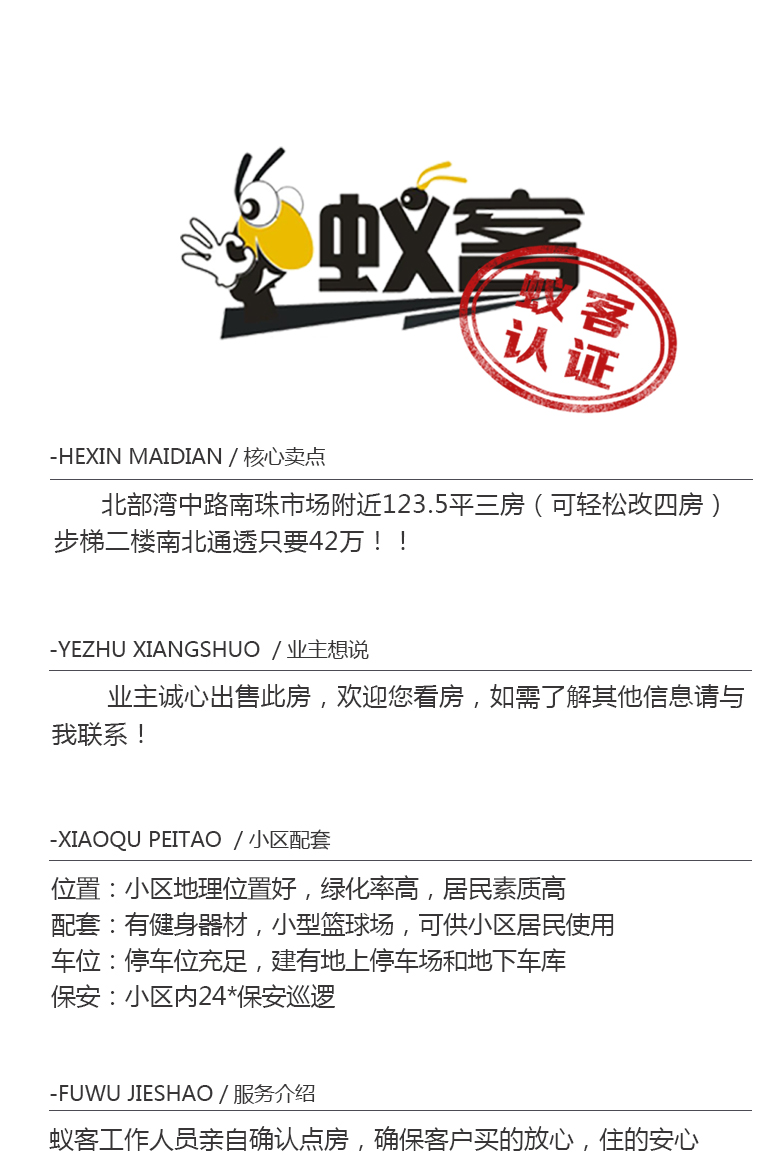 蚁客
蚁客
认证
-HEXIN MAIDIAN / 核心卖点
北部湾中路南珠市场附近123.5平三房（可轻松改四房）
步梯二楼南北通透只要42万！！
-YEZHU XIANGSHUO / 业主想说
业主诚心出售此房，欢迎您看房，如需了解其他信息请与
我联系！
-XIAOQU PEITAO / 小区配套
位置：小区地理位置好，绿化率高，居民素质高
配套：有健身器材，小型篮球场，可供小区居民使用
车位：停车位充足，建有地上停车场和地下车库
保安：小区内24*保安巡逻
-FUWU JIESHAO / 服务介绍
蚁客工作人员亲自确认点房，确保客户买的放心，住的安心